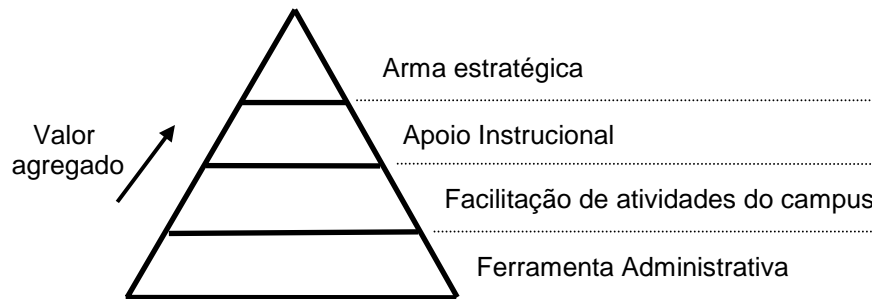 Arma estratégica
Valor
agregado
Apoio Instrucional
Facilitação de atividades do campus
Ferramenta Administrativa